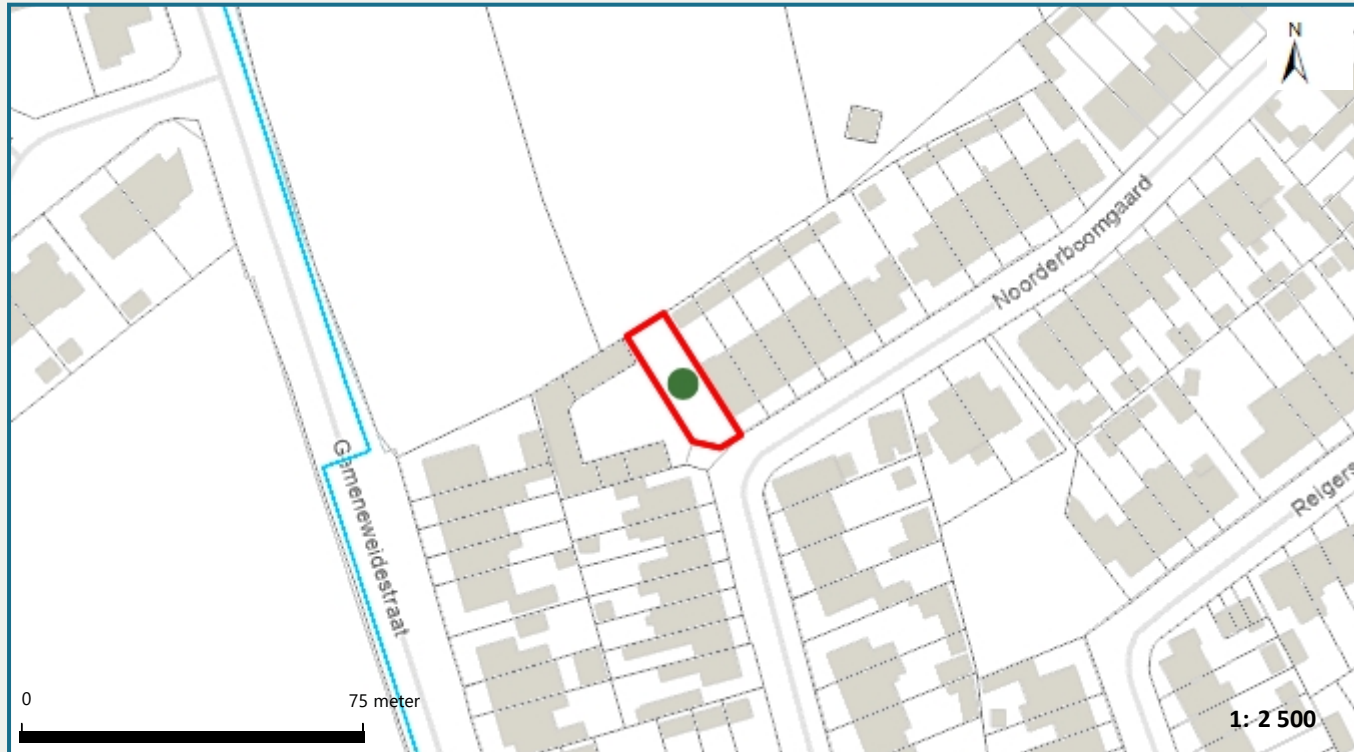 N
Noorderboomgaard
Gemeneweidestraat
Reigers
0
75 meter
1: 2 500